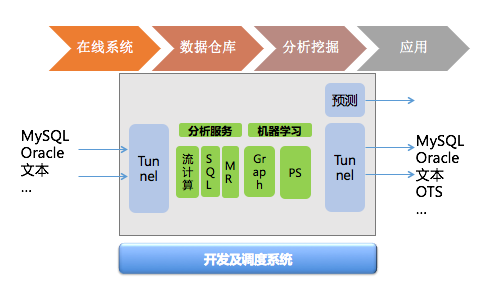 在线系统
数据仓库
分析挖掘
应用
预测
分析服务
机器学习
MySQL
Oracle
文本
...
Tun
nel
流
计
算
S
Q
L
M
R
Gr
ap
h
PS
Tun
nel
MySQL
Oracle
文本
OTS
...
开发及调度系统